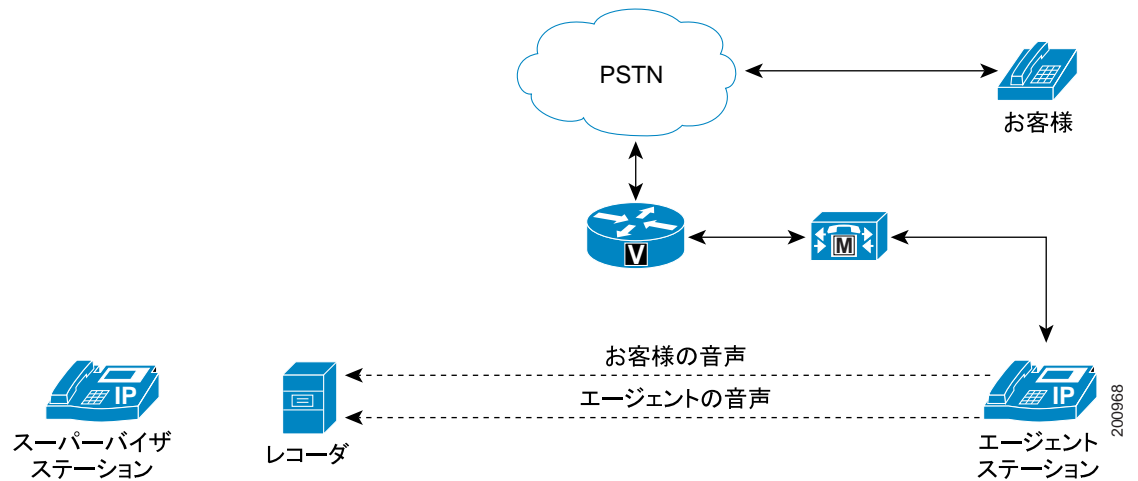 PSTN
お客様
V
M
お客様の音声
エージェントの音声
IP
IP
スーパーバイザ
ステーション
レコーダ
エージェント
ステーション
200968